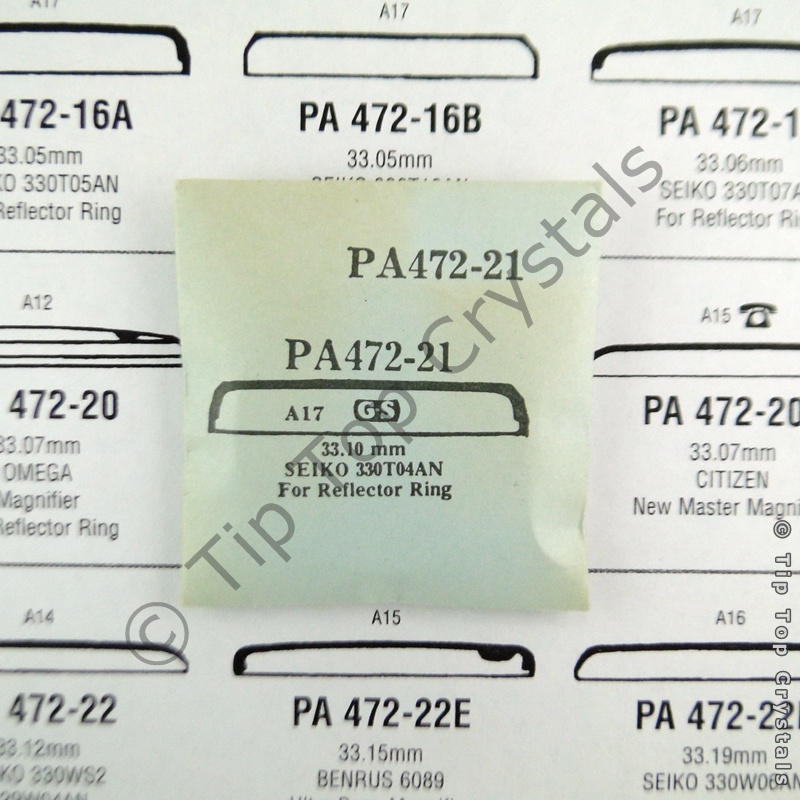 A17
A17
A17
472-16A
33.05mm
KO 330T05AN
Reflector Ring
PA 472-16B
33.05mm
PA 472-1
33.06mm
SEIKO 330T07A
For Reflector Ri
PA472-21
PA472-21
A17 GS
33.10 mm
SEIKO 330T04AN
For Reflector Ring
A12
472-20
33.07mm
OMEGA
Magnifier
Reflector Ring
A15
PA 472-20
33.07mm
CITIZEN
New Master Magni
A14
472-22
33.12mm
KO 330WS2
A15
PA 472-22E
33.15mm
BENRUS 6089
A16
PA 472-22
33.19mm
SEIKO 330W06AN
© Tip Top Crystals
© Tip Top Crystals